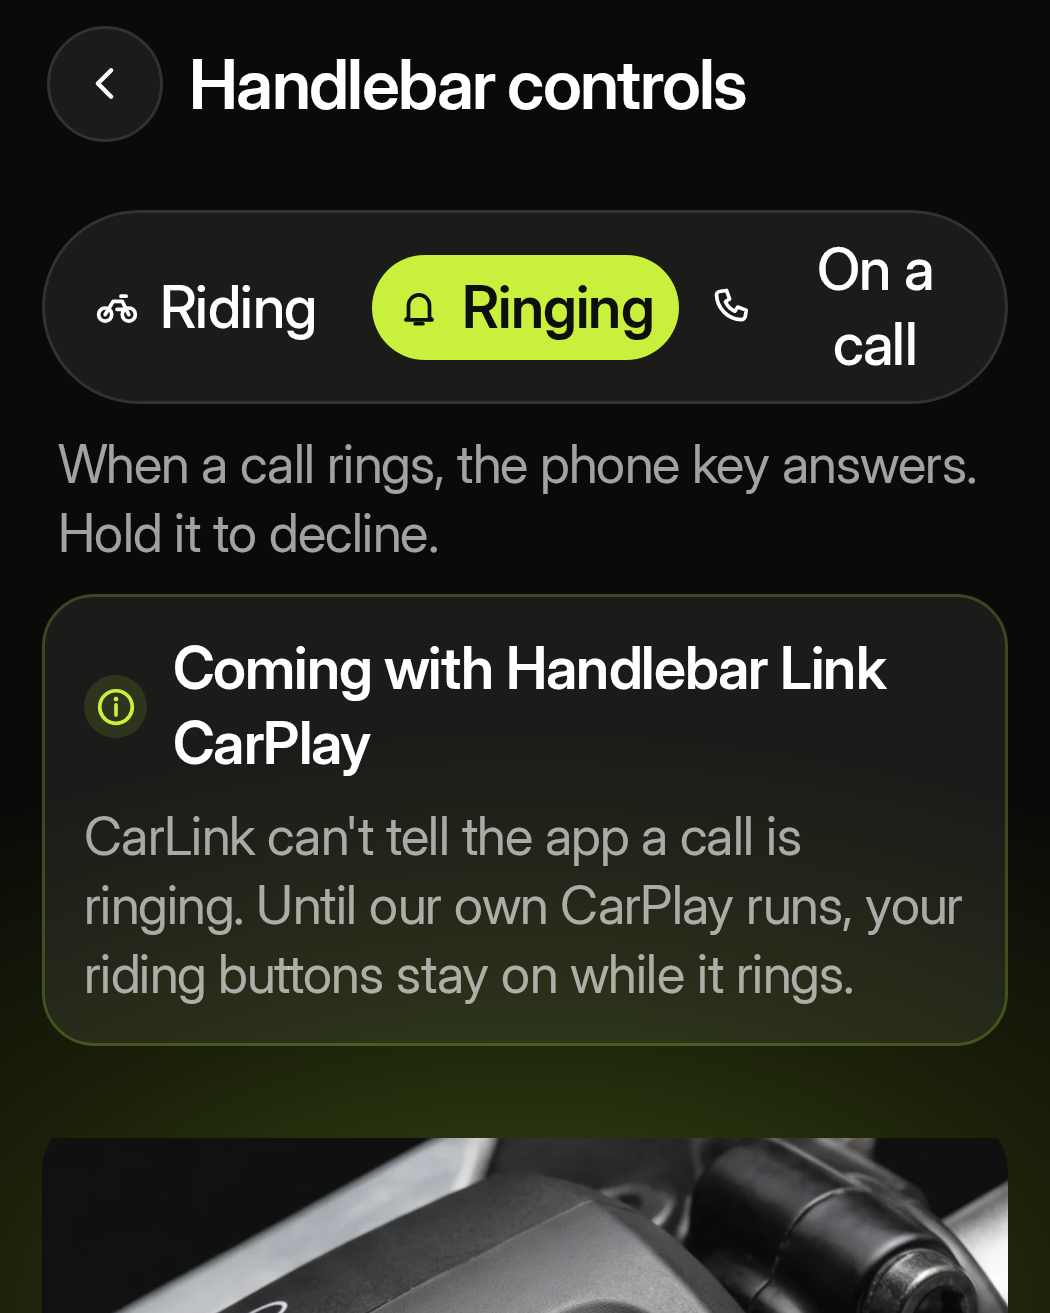 Handlebar controls
Riding
Ringing
On a
call
When a call rings, the phone key answers.
Hold it to decline.
Coming with Handlebar Link
CarPlay
CarLink can't tell the app a call is
ringing. Until our own CarPlay runs, your
riding buttons stay on while it rings.